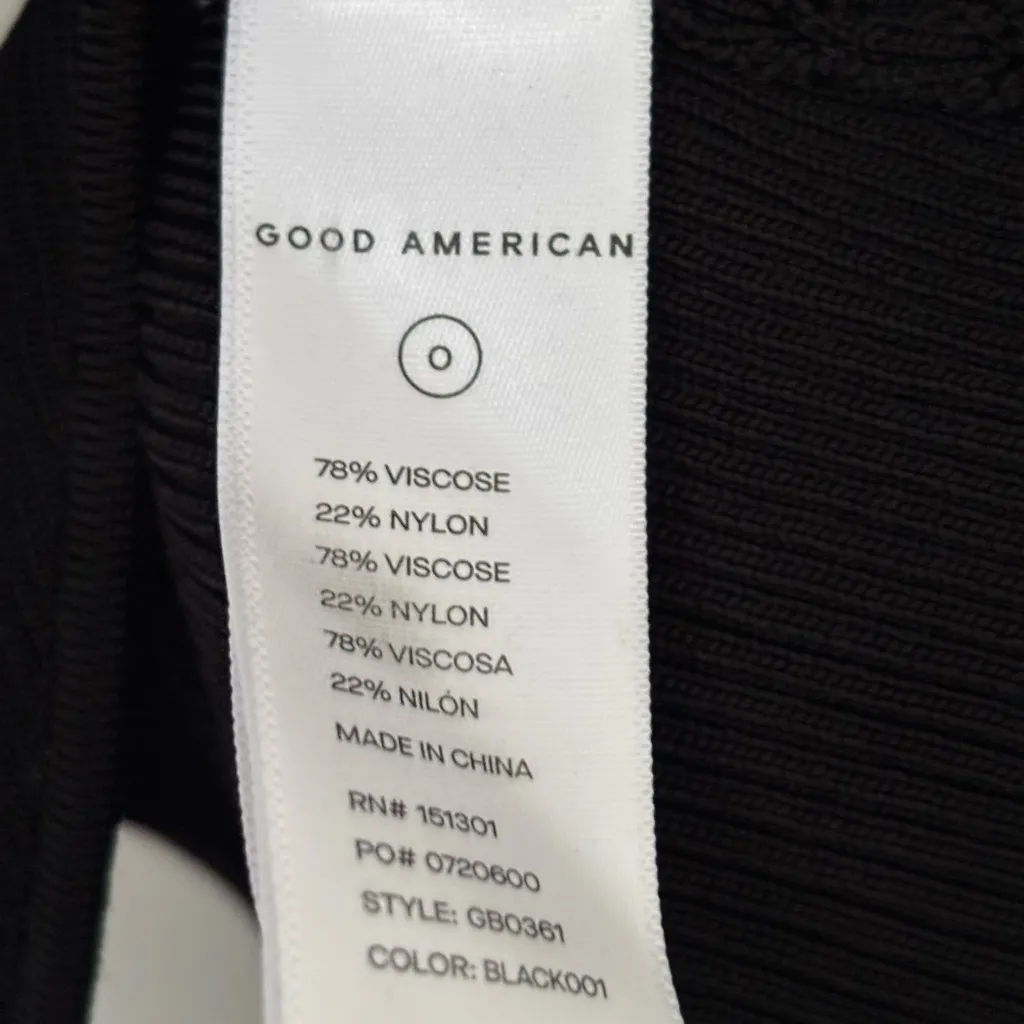 GOOD AMERICAN
0
78% VISCOSE
22% NYLON
78% VISCOSE
22% NYLON
78% VISCOSA
22% NILÓN
MADE IN CHINA
RN# 151301
PO# 0720600
STYLE: GB0361
COLOR: BLACK001